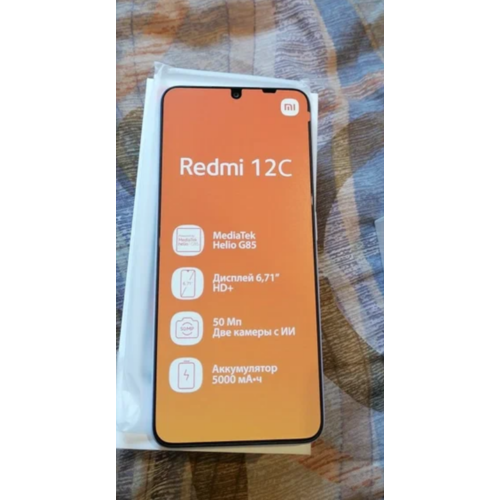 mi
Redmi 12C
MediaTek
Helio G85
Дисплей 6,71"
HD+
50 Мп
Две камеры с ИИ
Аккумулятор
5000 мА•ч